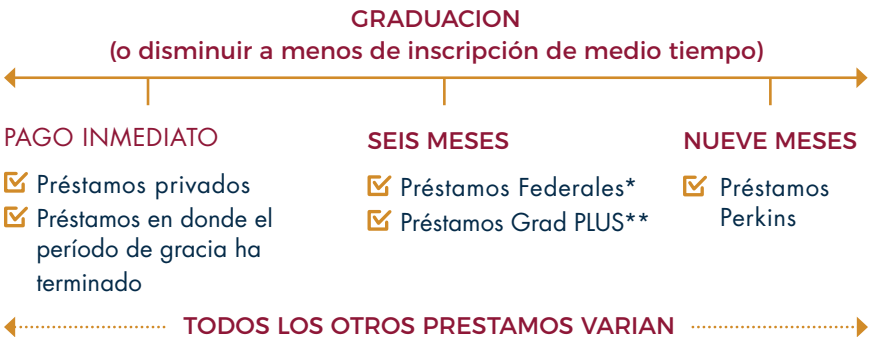 GRADUACION
(o disminuir a menos de inscripción de medio tiempo)
PAGO INMEDIATO
Préstamos privados
Préstamos en donde el
período de gracia ha
terminado
SEIS MESES
Préstamos Federales*
Préstamos Grad PLUS**
NUEVE MESES
Préstamos
Perkins
TODOS LOS OTROS PRESTAMOS VARIAN